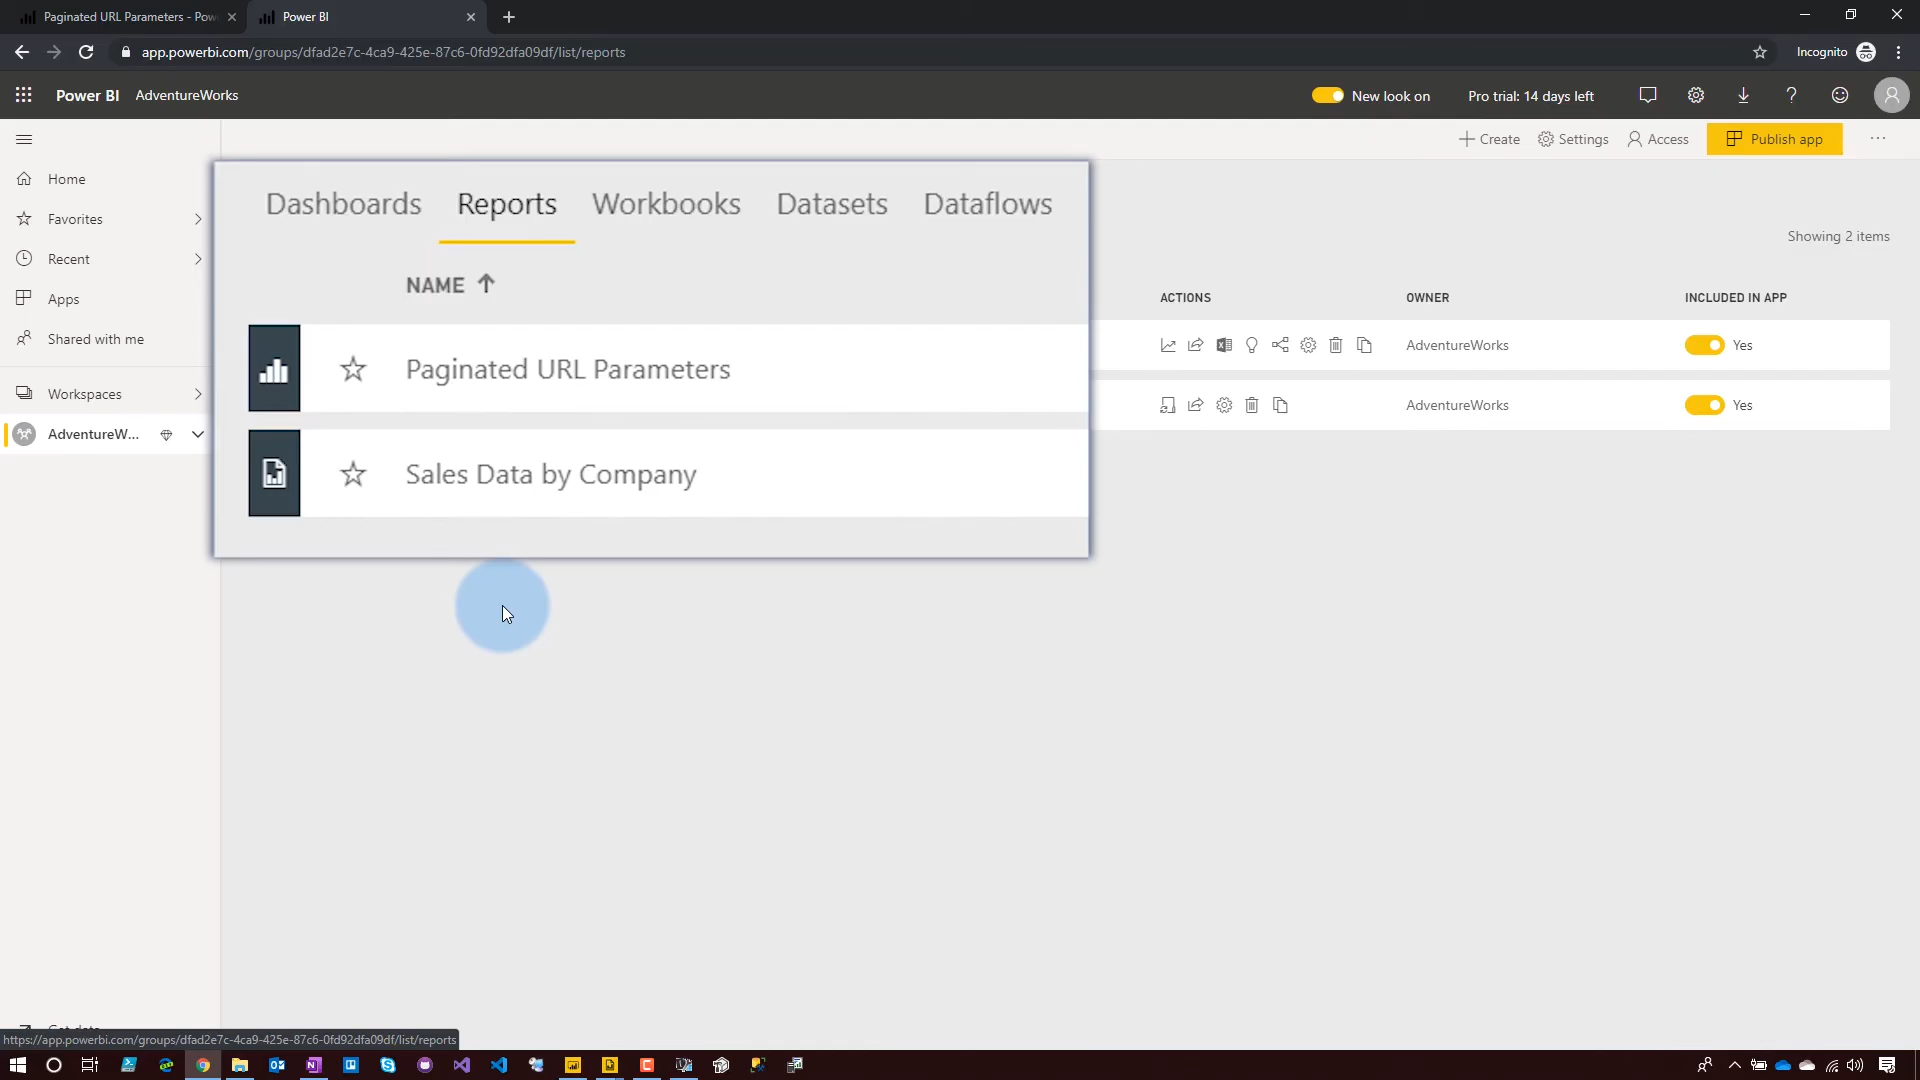 Paginated URL Parameters - Pow
Power BI
app.powerbi.com/groups/dfad2e7c-4ca9-425e-87c6-0fd92dfa09df/list/reports
Incognito
Power BI AdventureWorks
New look on
Pro trial: 14 days left
Create
Settings
Access
Publish app
Home
Favorites
Recent
Apps
Shared with me
Workspaces
AdventureW...
Dashboards Reports Workbooks Datasets Dataflows
Showing 2 items
NAME
ACTIONS OWNER INCLUDED IN APP
Paginated URL Parameters
AdventureWorks Yes
Sales Data by Company
AdventureWorks Yes
https://app.powerbi.com/groups/dfad2e7c-4ca9-425e-87c6-0fd92dfa09df/list/reports